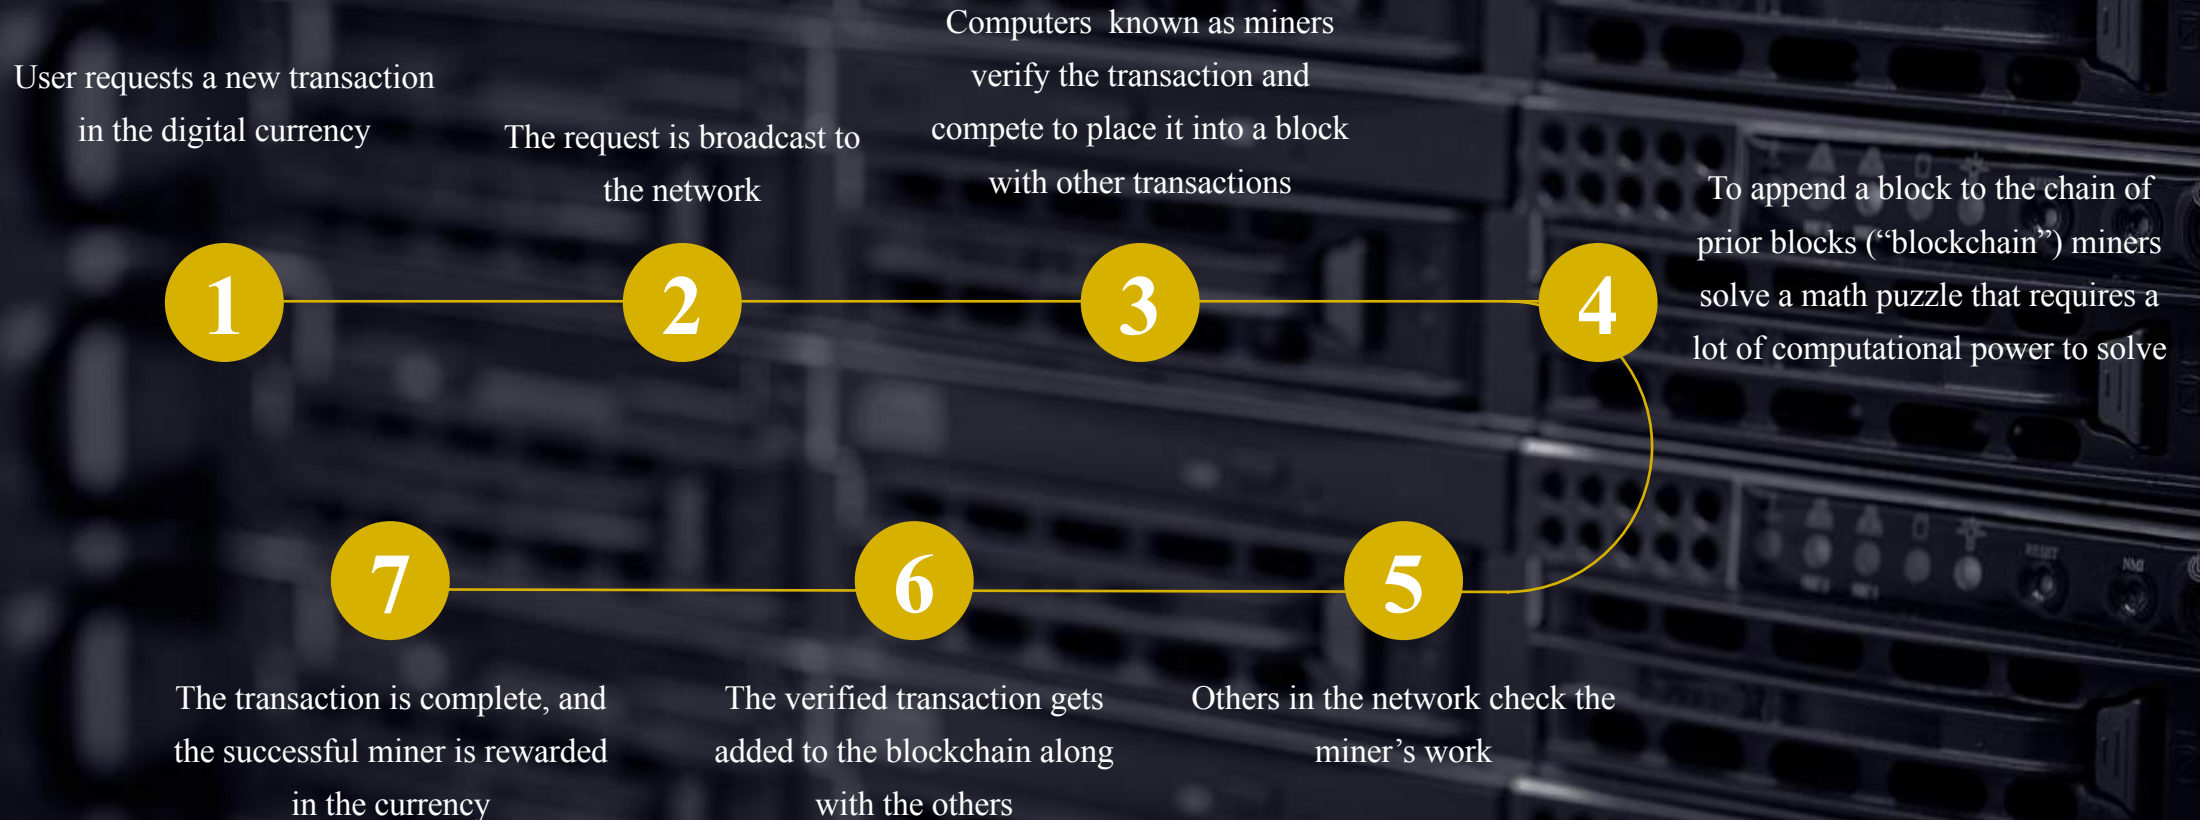 User requests a new transaction
in the digital currency
The request is broadcast to
the network
Computers known as miners
verify the transaction and
compete to place it into a block
with other transactions
To append a block to the chain of
prior blocks (“blockchain”) miners
solve a math puzzle that requires a
lot of computational power to solve
1
2
3
4
7
6
5
The transaction is complete, and
the successful miner is rewarded
in the currency
The verified transaction gets
added to the blockchain along
with the others
Others in the network check the
miner’s work
RESET
NMI